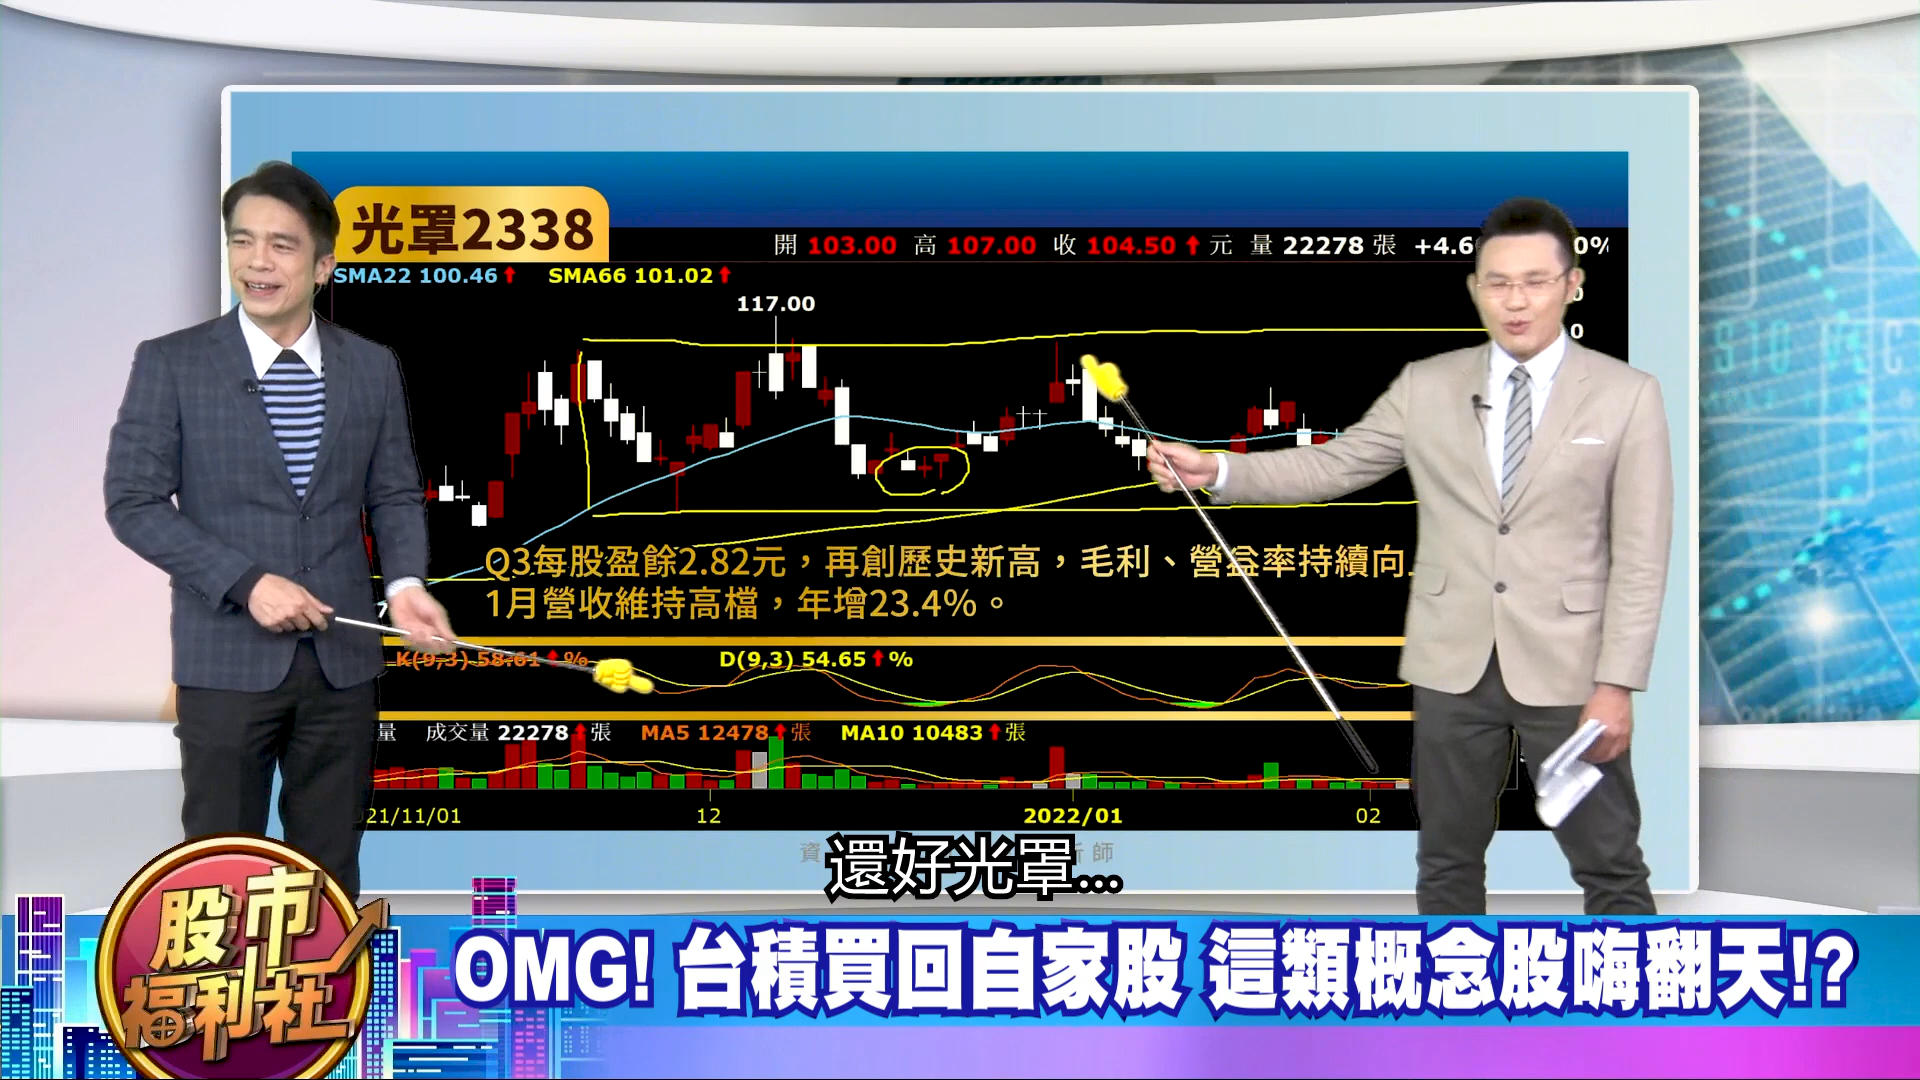 光罩2338
開 103.00 高 107.00 收 104.50 元 量 22278 張 +4.6
0%
SMA22 100.46 SMA66 101.02
117.00
Q3每股盈餘2.82元，再創歷史新高，毛利、營益率持續向
1月營收維持高檔，年增23.4%。
K(9,3) 58.61 % D(9,3) 54.65 %
量 成交量 22278 張 MA5 12478 張 MA10 10483 張
21/11/01 12 2022/01 02
資
師
還好光罩...
股市
福利社
OMG! 台積買回自家股 這類概念股嗨翻天!?